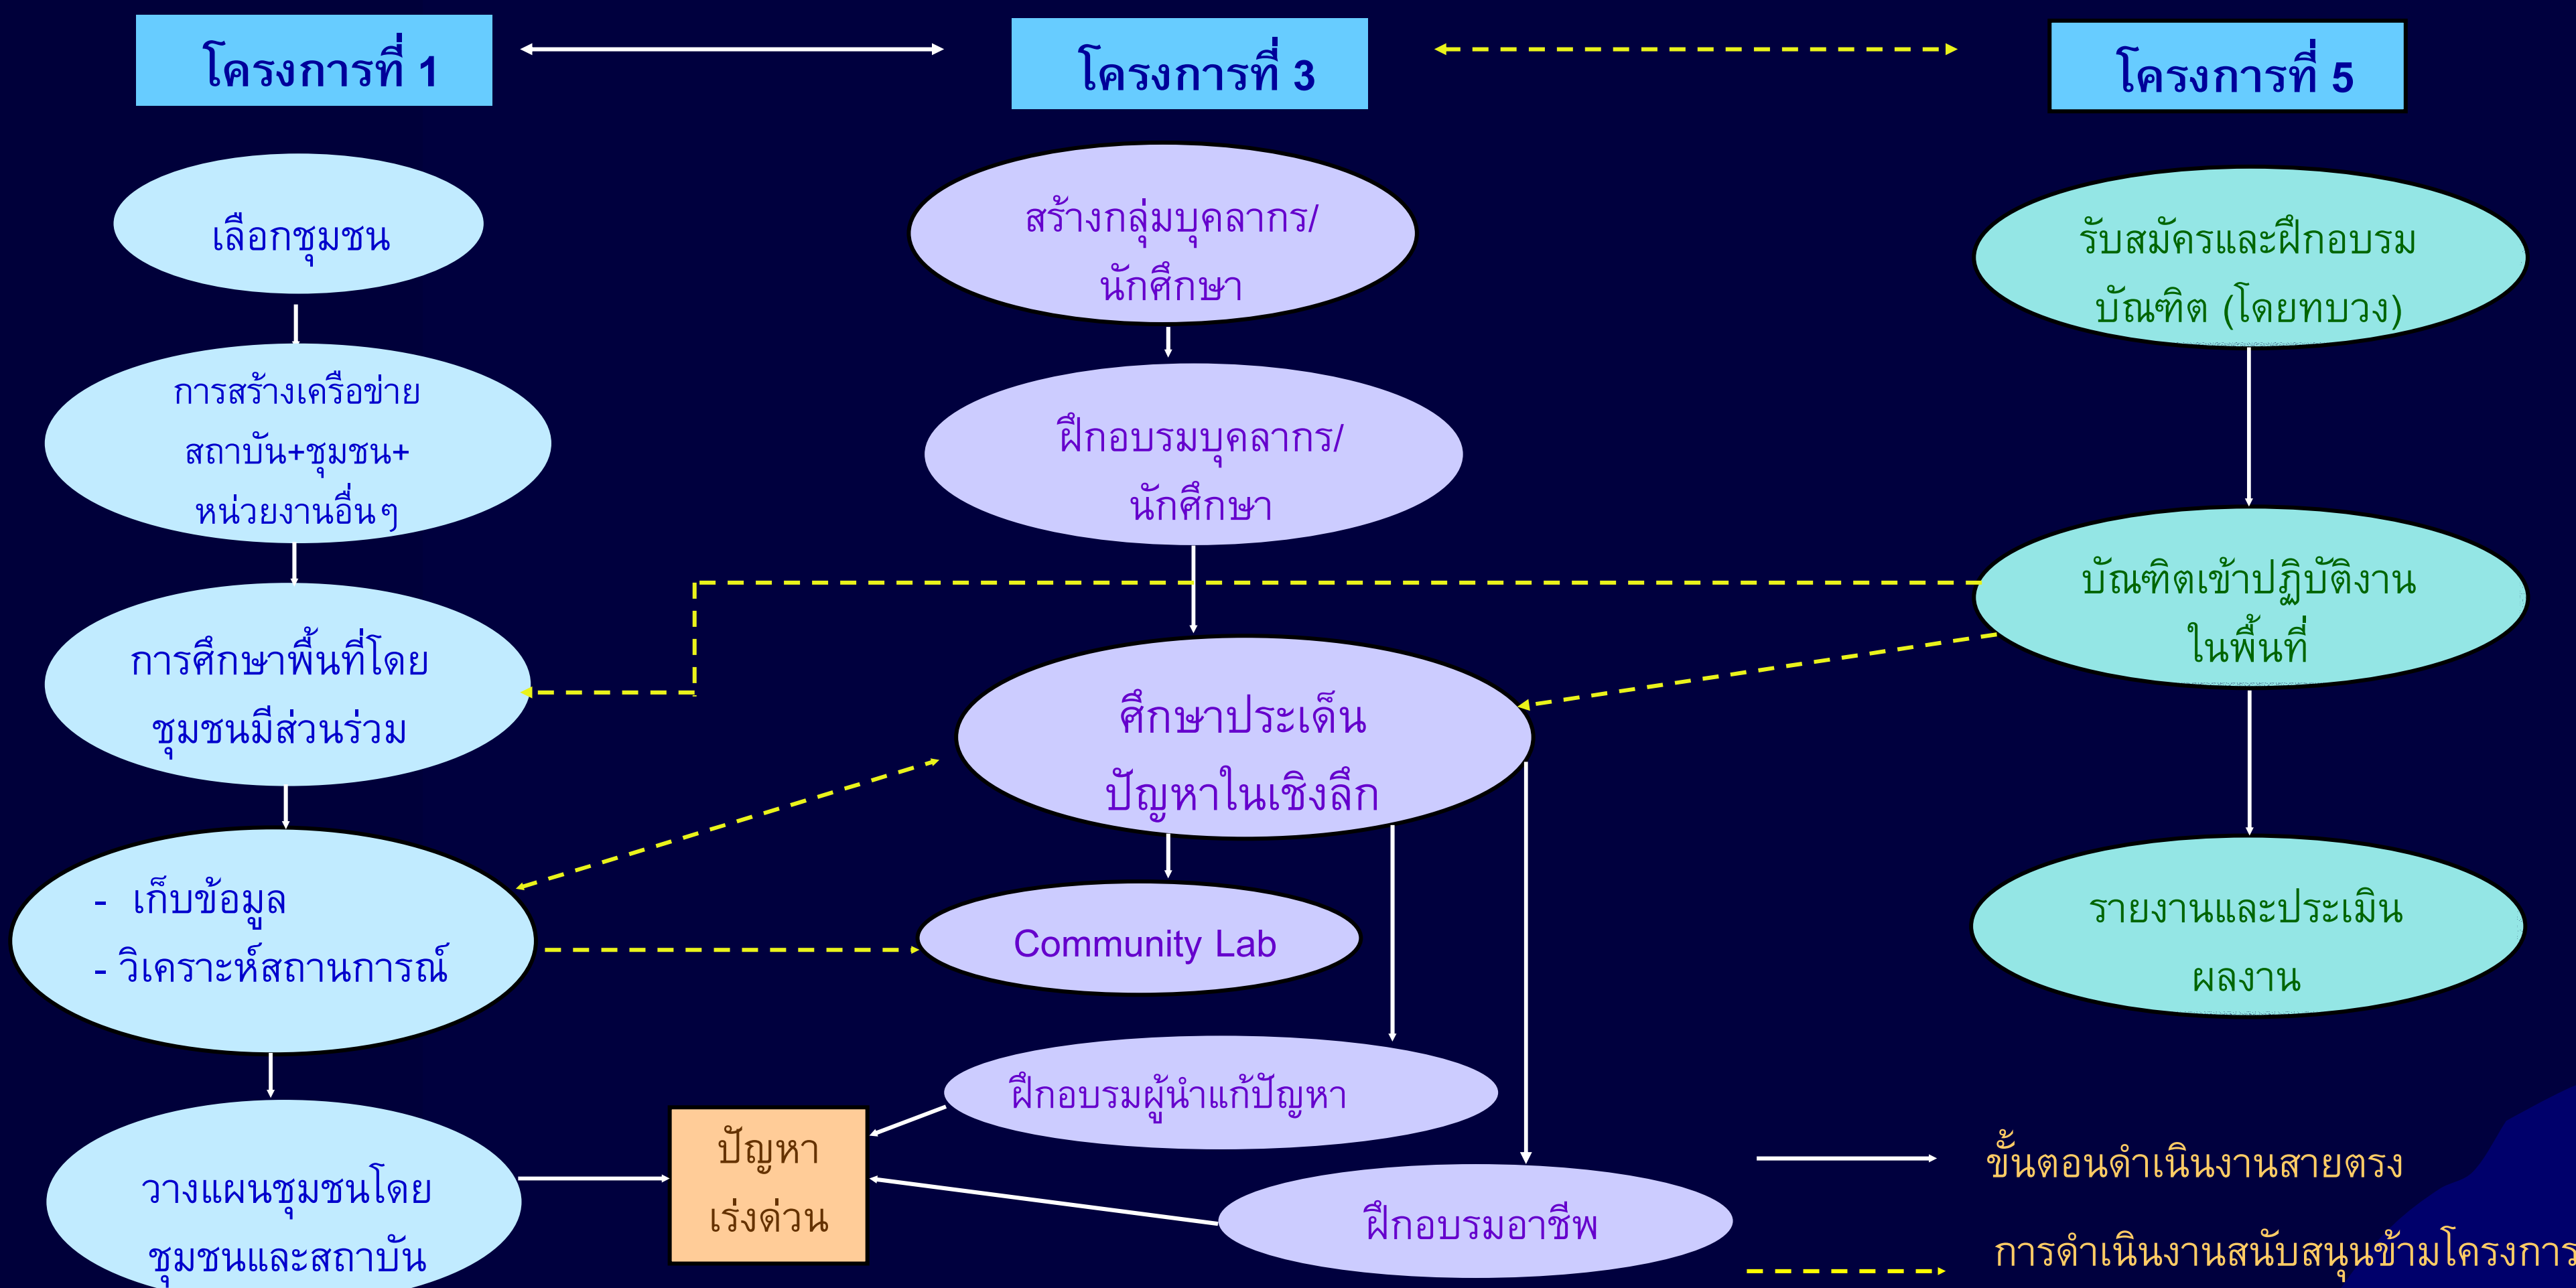 โครงการที่ 1
โครงการที่ 3
โครงการที่ 5
เลือกชุมชน
การสร้างเครือข่าย
สถาบัน+ชุมชน+
หน่วยงานอื่นๆ
การศึกษาพื้นที่โดย
ชุมชนมีส่วนร่วม
- เก็บข้อมูล
- วิเคราะห์สถานการณ์
วางแผนชุมชนโดย
ชุมชนและสถาบัน
สร้างกลุ่มบุคลากร/
นักศึกษา
ฝึกอบรมบุคลากร/
นักศึกษา
ศึกษาประเด็น
ปัญหาในเชิงลึก
Community Lab
ฝึกอบรมผู้นำแก้ปัญหา
ฝึกอบรมอาชีพ
ปัญหา
เร่งด่วน
รับสมัครและฝึกอบรม
บัณฑิต (โดยทบวง)
บัณฑิตเข้าปฏิบัติงาน
ในพื้นที่
รายงานและประเมิน
ผลงาน
ขั้นตอนดำเนินงานสายตรง
การดำเนินงานสนับสนุนข้ามโครงการ